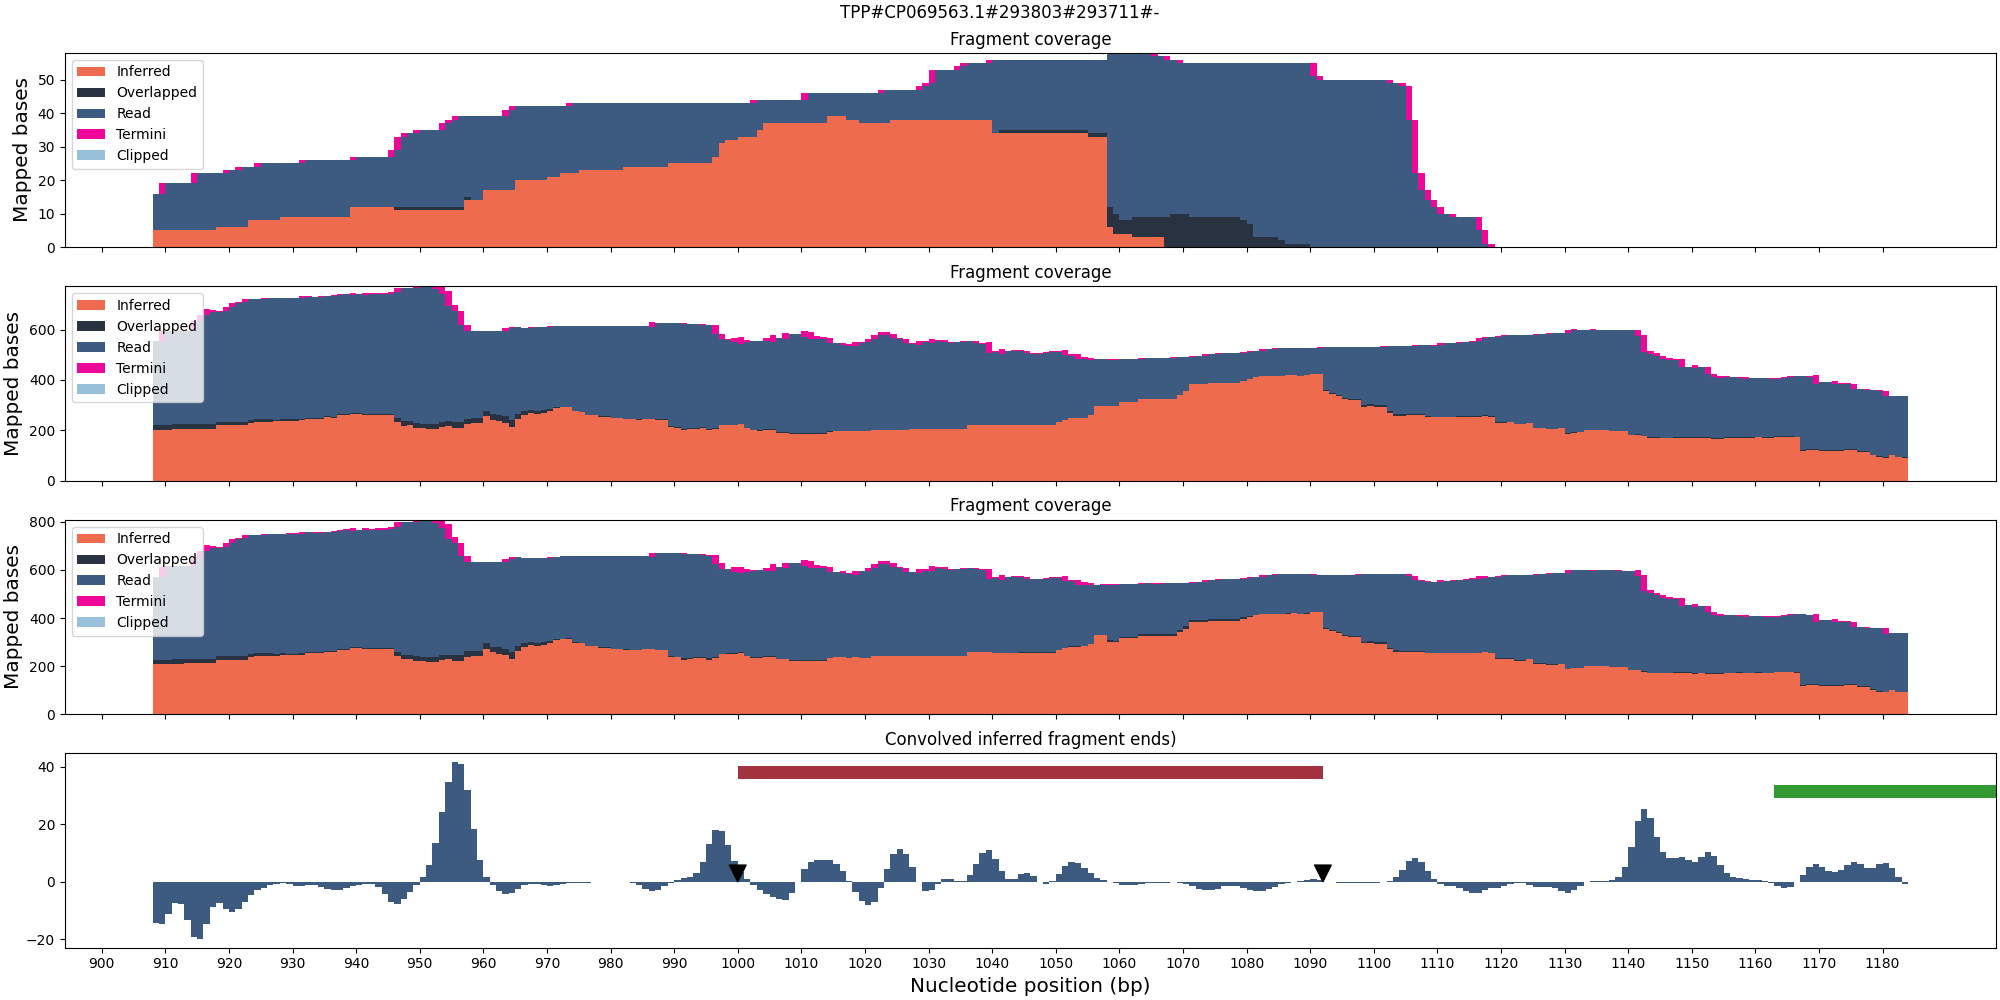 TPP#CP069563.1#293803#293711#-
Fragment coverage
Mapped bases
50
40
30
20
10
0
Inferred
Overlapped
Read
Termini
Clipped
Fragment coverage
Mapped bases
600
400
200
0
Inferred
Overlapped
Read
Termini
Clipped
Fragment coverage
Mapped bases
800
600
400
200
0
Inferred
Overlapped
Read
Termini
Clipped
Convolved inferred fragment ends)
40
20
0
−20
900 910 920 930 940 950 960 970 980 990 1000 1010 1020 1030 1040 1050 1060 1070 1080 1090 1100 1110 1120 1130 1140 1150 1160 1170 1180
Nucleotide position (bp)